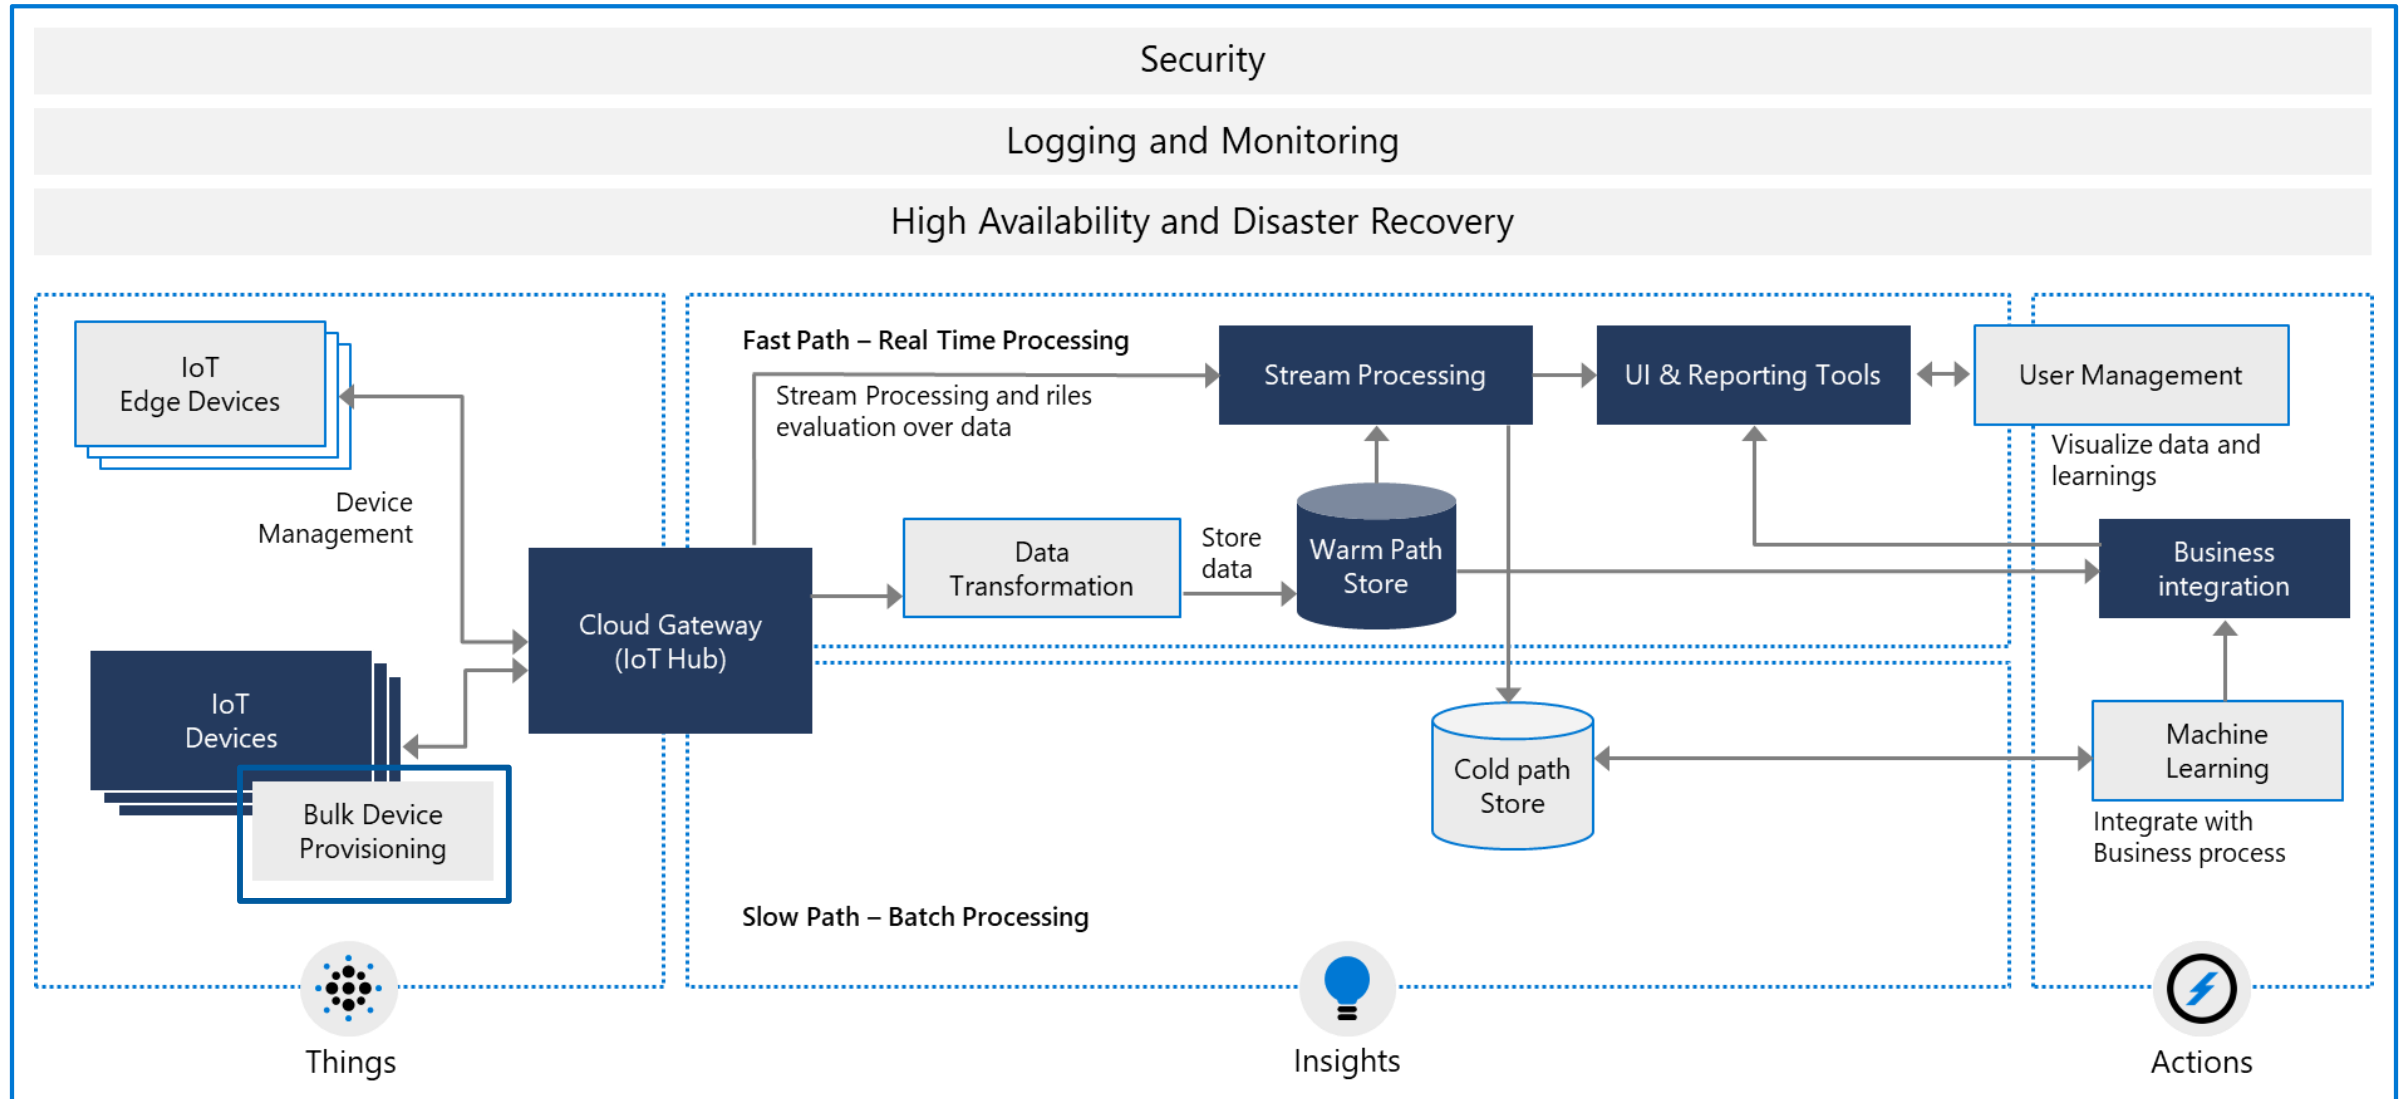 Security
Logging and Monitoring
High Availability and Disaster Recovery
IoT
Edge Devices
Device
Management
IoT
Devices
Bulk Device
Provisioning
Cloud Gateway
(IoT Hub)
Fast Path – Real Time Processing
Stream Processing and riles
evaluation over data
Stream Processing
UI & Reporting Tools
User Management
Visualize data and
learnings
Data
Transformation
Store
data
Warm Path
Store
Business
integration
Cold path
Store
Machine
Learning
Integrate with
Business process
Slow Path – Batch Processing
Things
Insights
Actions